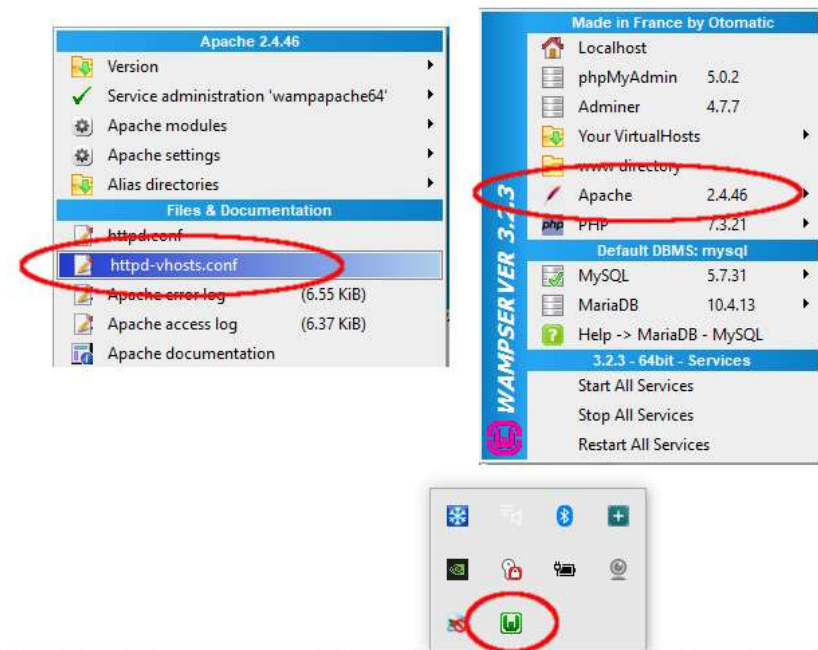 Apache 2.4.46
Version
Service administration 'wampapache64'
Apache modules
Apache settings
Alias directories
Files & Documentation
httpd.conf
httpd-vhosts.conf
Apache error log (6.55 KiB)
Apache access log (6.37 KiB)
Apache documentation
WAMPSERVER 3.2.3
Made in France by Otomatic
Localhost
phpMyAdmin 5.0.2
Adminer 4.7.7
Your VirtualHosts
www directory
Apache 2.4.46
php PHP 7.3.21
Default DBMS: mysql
MySQL 5.7.31
MariaDB 10.4.13
Help -> MariaDB - MySQL
3.2.3 - 64bit - Services
Start All Services
Stop All Services
Restart All Services